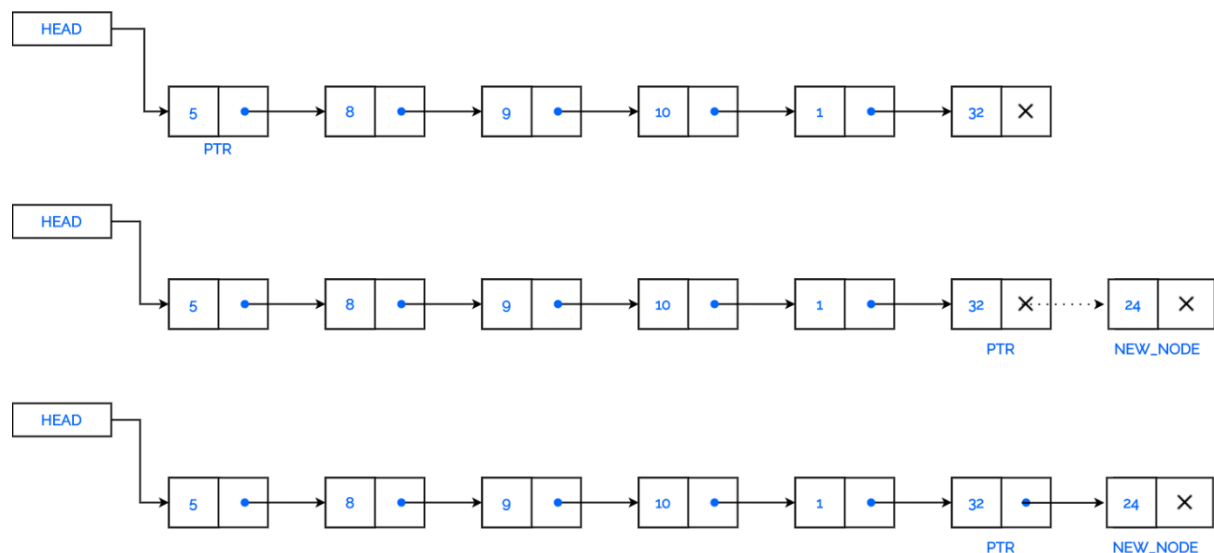 HEAD
5 8 9 10 1 32
PTR
HEAD
5 8 9 10 1 32 24
PTR NEW_NODE
HEAD
5 8 9 10 1 32 24
PTR NEW_NODE